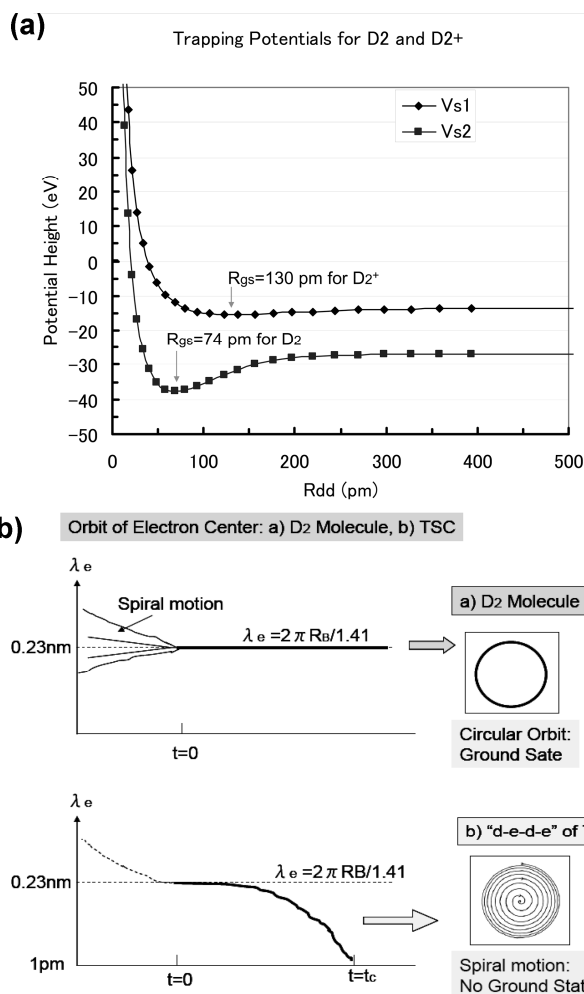 (a)
Trapping Potentials for D2 and D2+
Vs1
Vs2
50
40
30
20
10
0
-10
-20
-30
-40
-50
Potential Height (eV)
Rgs=130 pm for D2+
Rgs=74 pm for D2
0
100
200
300
400
500
Rdd (pm)
b)
Orbit of Electron Center: a) D2 Molecule, b) TSC
λ e
Spiral motion
0.23nm
λ e =2 π RB/1.41
t=0
a) D2 Molecule
Circular Orbit:
Ground Sate
λ e
0.23nm
λ e =2 π RB/1.41
1pm
t=0
t=tc
b) "d-e-d-e" of
Spiral motion:
No Ground Stat